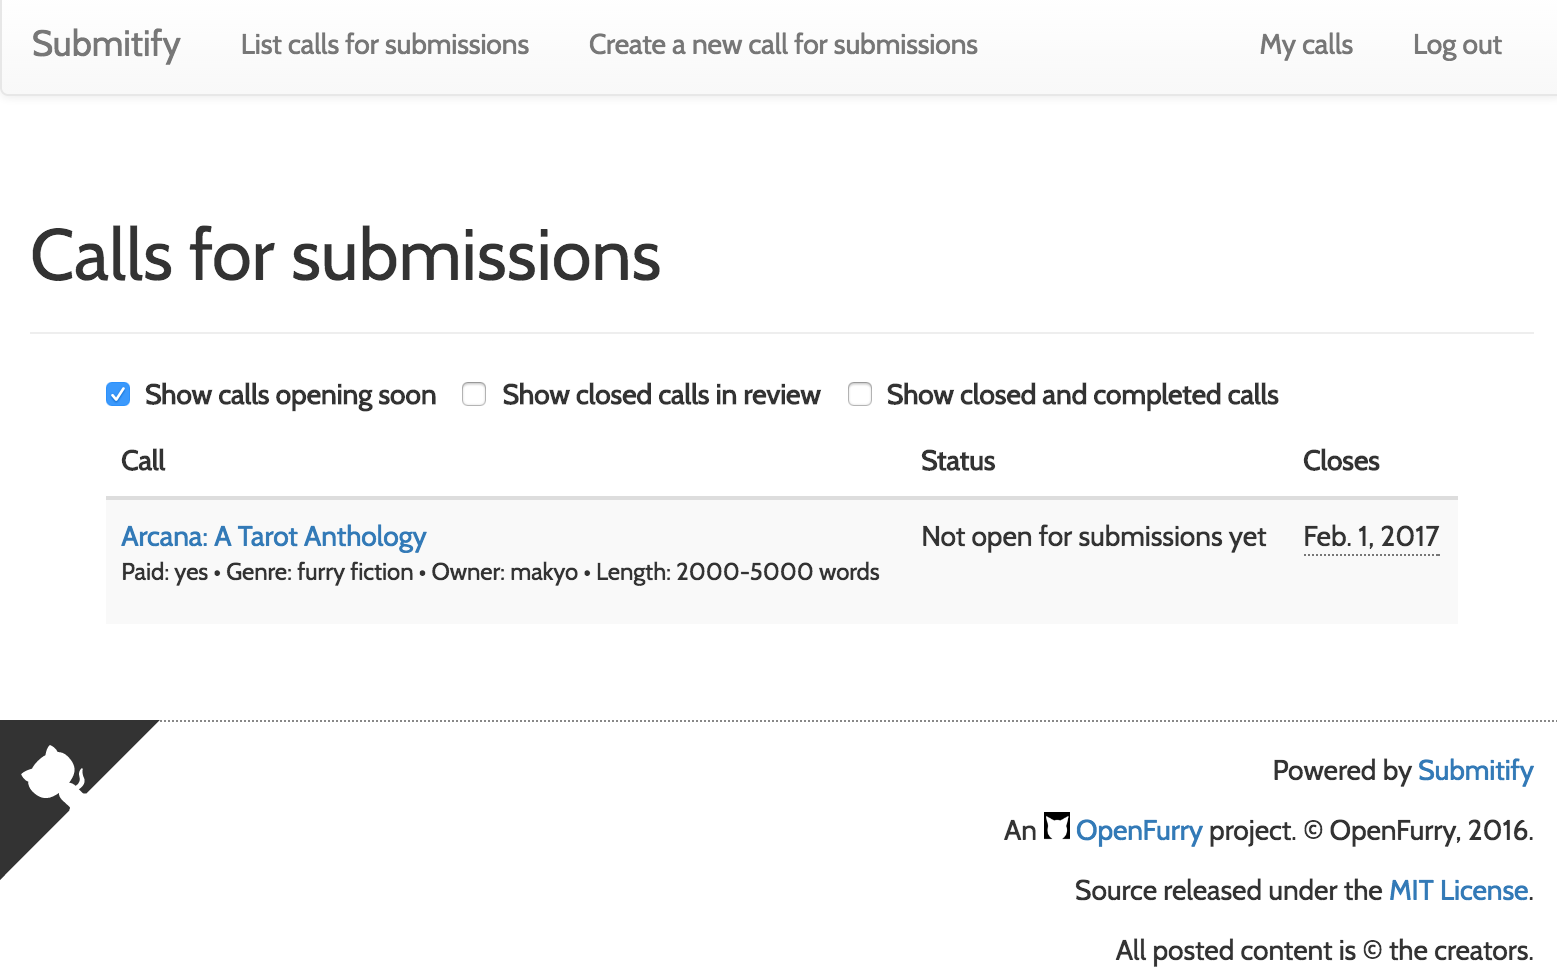 Submitify List calls for submissions Create a new call for submissions My calls Log out
Calls for submissions
Show calls opening soon Show closed calls in review Show closed and completed calls
Call Status Closes
Arcana: A Tarot Anthology Not open for submissions yet Feb. 1, 2017
Paid: yes • Genre: furry fiction • Owner: makyo • Length: 2000-5000 words
Powered by Submitify
An OpenFurry project. © OpenFurry, 2016.
Source released under the MIT License.
All posted content is © the creators.